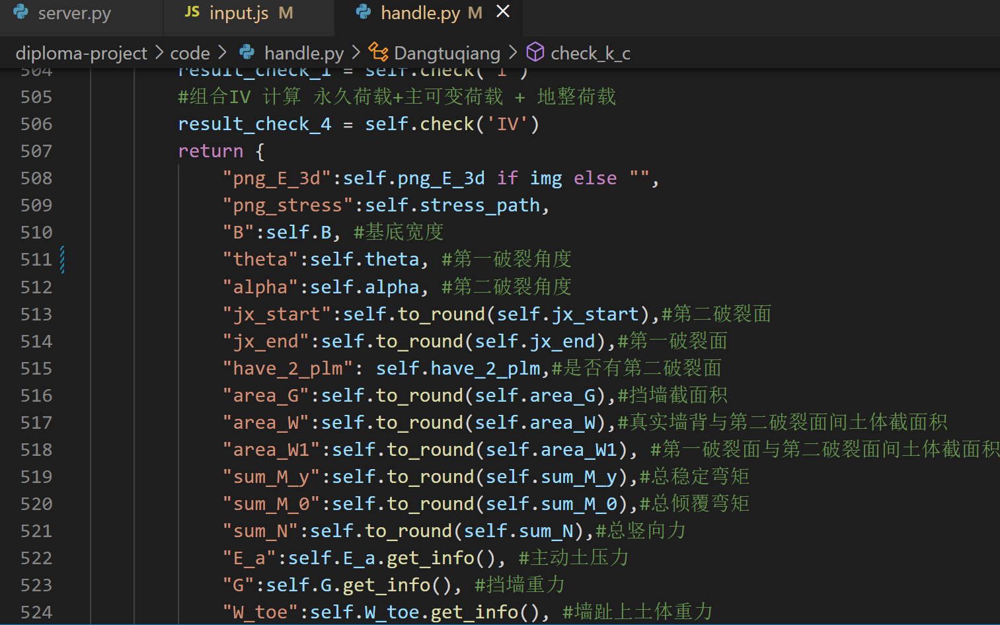 server.py
JS input.js M
handle.py M
diploma-project > code > handle.py > Dangtuqiang > check_k_c
504 result_check_1 = self.check('I')
505 #组合IV 计算 永久荷载+主可变荷载 + 地整荷载
506 result_check_4 = self.check('IV')
507 return {
508 "png_E_3d":self.png_E_3d if img else "",
509 "png_stress":self.stress_path,
510 "B":self.B, #基底宽度
511 "theta":self.theta, #第一破裂角度
512 "alpha":self.alpha, #第二破裂角度
513 "jx_start":self.to_round(self.jx_start),#第二破裂面
514 "jx_end":self.to_round(self.jx_end),#第一破裂面
515 "have_2_plm": self.have_2_plm,#是否有第二破裂面
516 "area_G":self.to_round(self.area_G),#挡墙截面积
517 "area_W":self.to_round(self.area_W),#真实墙背与第二破裂面间土体截面积
518 "area_W1":self.to_round(self.area_W1), #第一破裂面与第二破裂面间土体截面积
519 "sum_M_y":self.to_round(self.sum_M_y),#总稳定弯矩
520 "sum_M_0":self.to_round(self.sum_M_0),#总倾覆弯矩
521 "sum_N":self.to_round(self.sum_N),#总竖向力
522 "E_a":self.E_a.get_info(), #主动土压力
523 "G":self.G.get_info(), #挡墙重力
524 "W_toe":self.W_toe.get_info(), #墙趾上土体重力